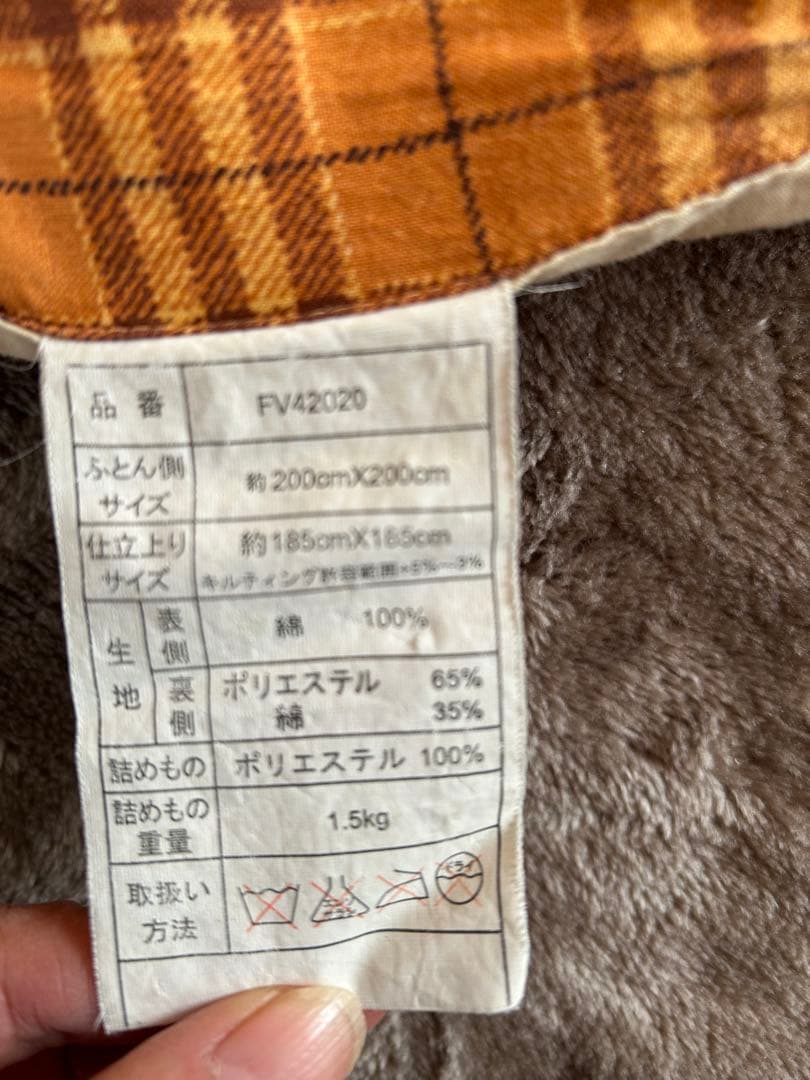 品番 FV42020
ふとん側サイズ 約200cmX200cm
仕立上りサイズ 約185cmX185cm
キルティング許容範囲+5%～-3%
生地 表側 綿 100%
裏側 ポリエステル 65%
綿 35%
詰めもの ポリエステル 100%
詰めもの重量 1.5kg
取扱い方法 ドライ